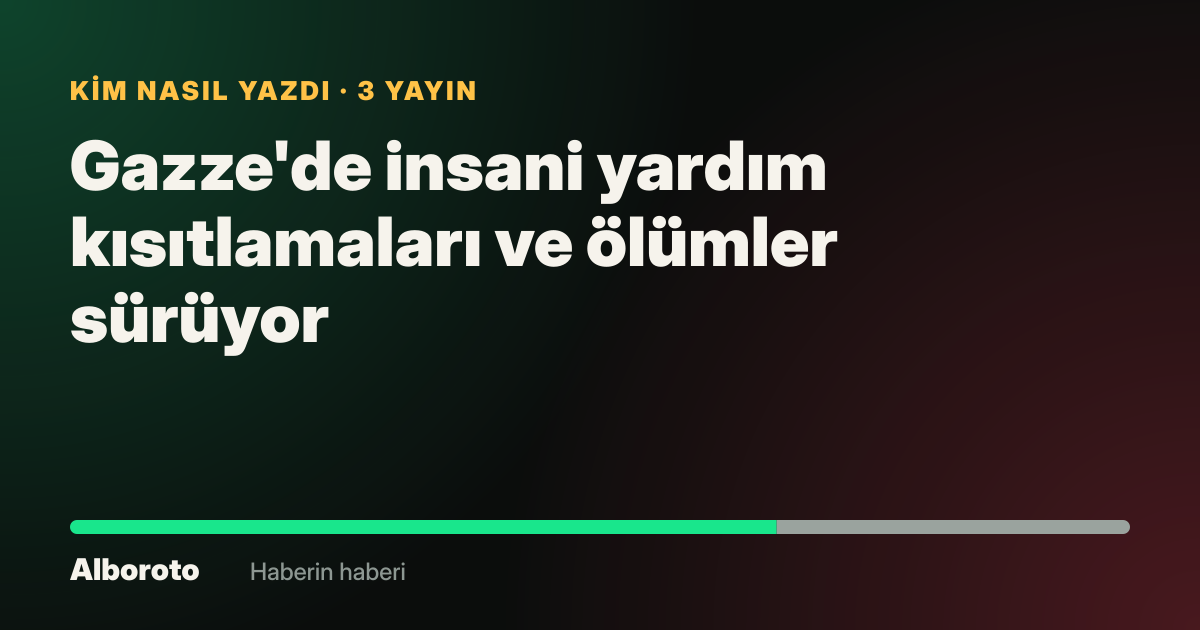 KİM NASIL YAZDI · 3 YAYIN
Gazze'de insani yardım
kısıtlamaları ve ölümler
sürüyor
Alboroto
Haberin haberi